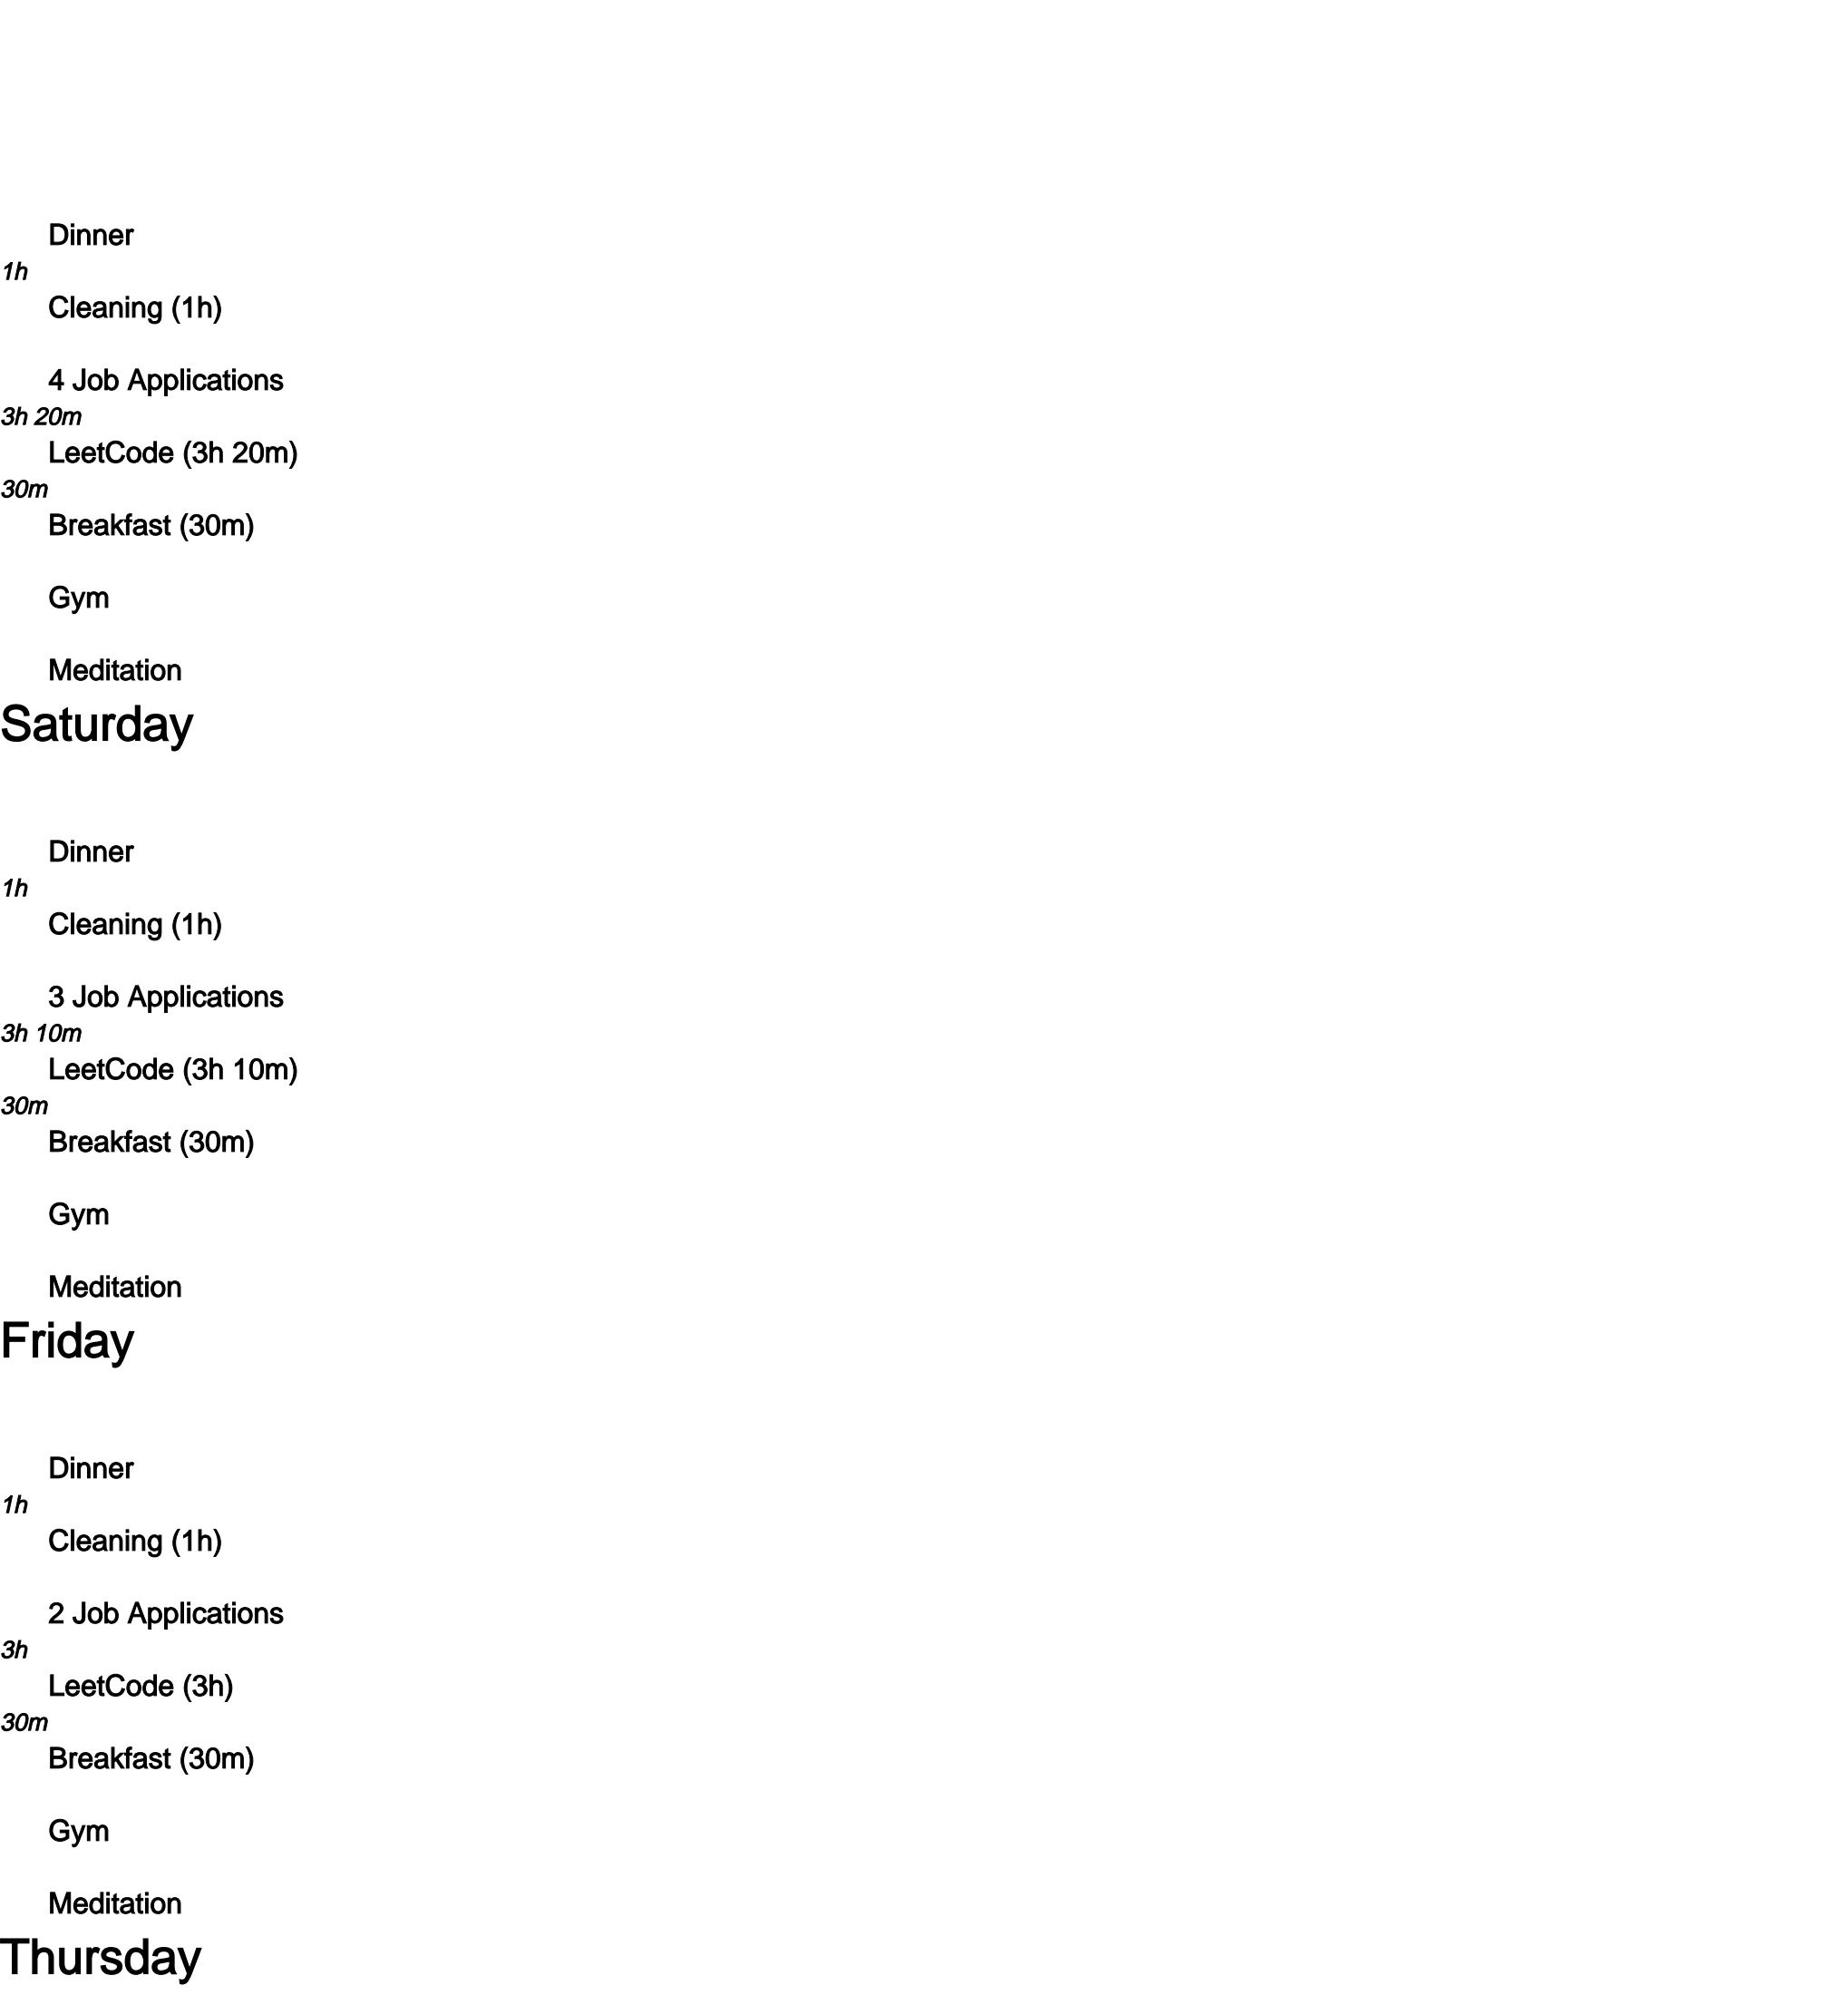 Dinner
1h
Cleaning (1h)
4 Job Applications
3h 20m
LeetCode (3h 20m)
30m
Breakfast (30m)
Gym
Meditation
Saturday
Dinner
1h
Cleaning (1h)
3 Job Applications
3h 10m
LeetCode (3h 10m)
30m
Breakfast (30m)
Gym
Meditation
Friday
Dinner
1h
Cleaning (1h)
2 Job Applications
3h
LeetCode (3h)
30m
Breakfast (30m)
Gym
Meditation
Thursday